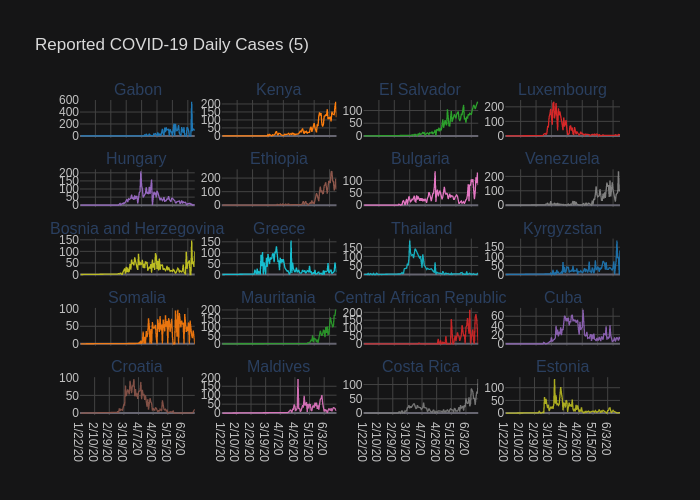 Reported COVID-19 Daily Cases (5)
Gabon Kenya El Salvador Luxembourg
600 400 200 0
200 150 100 50 0
100 50 0
200 100 0
Hungary Ethiopia Bulgaria Venezuela
200 150 100 50 0
200 100 0
100 50 0
200 100 0
Bosnia and Herzegovina Greece Thailand Kyrgyzstan
150 100 50 0
150 100 50 0
150 100 50 0
150 100 50 0
Somalia Mauritania Central African Republic Cuba
100 50 0
200 150 100 50 0
200 150 100 50 0
60 40 20 0
Croatia Maldives Costa Rica Estonia
100 50 0
200 150 100 50 0
100 50 0
100 50 0
1/22/20 2/10/20 2/29/20 3/19/20 4/7/20 4/26/20 5/15/20 6/3/20
1/22/20 2/10/20 2/29/20 3/19/20 4/7/20 4/26/20 5/15/20 6/3/20
1/22/20 2/10/20 2/29/20 3/19/20 4/7/20 4/26/20 5/15/20 6/3/20
1/22/20 2/10/20 2/29/20 3/19/20 4/7/20 4/26/20 5/15/20 6/3/20